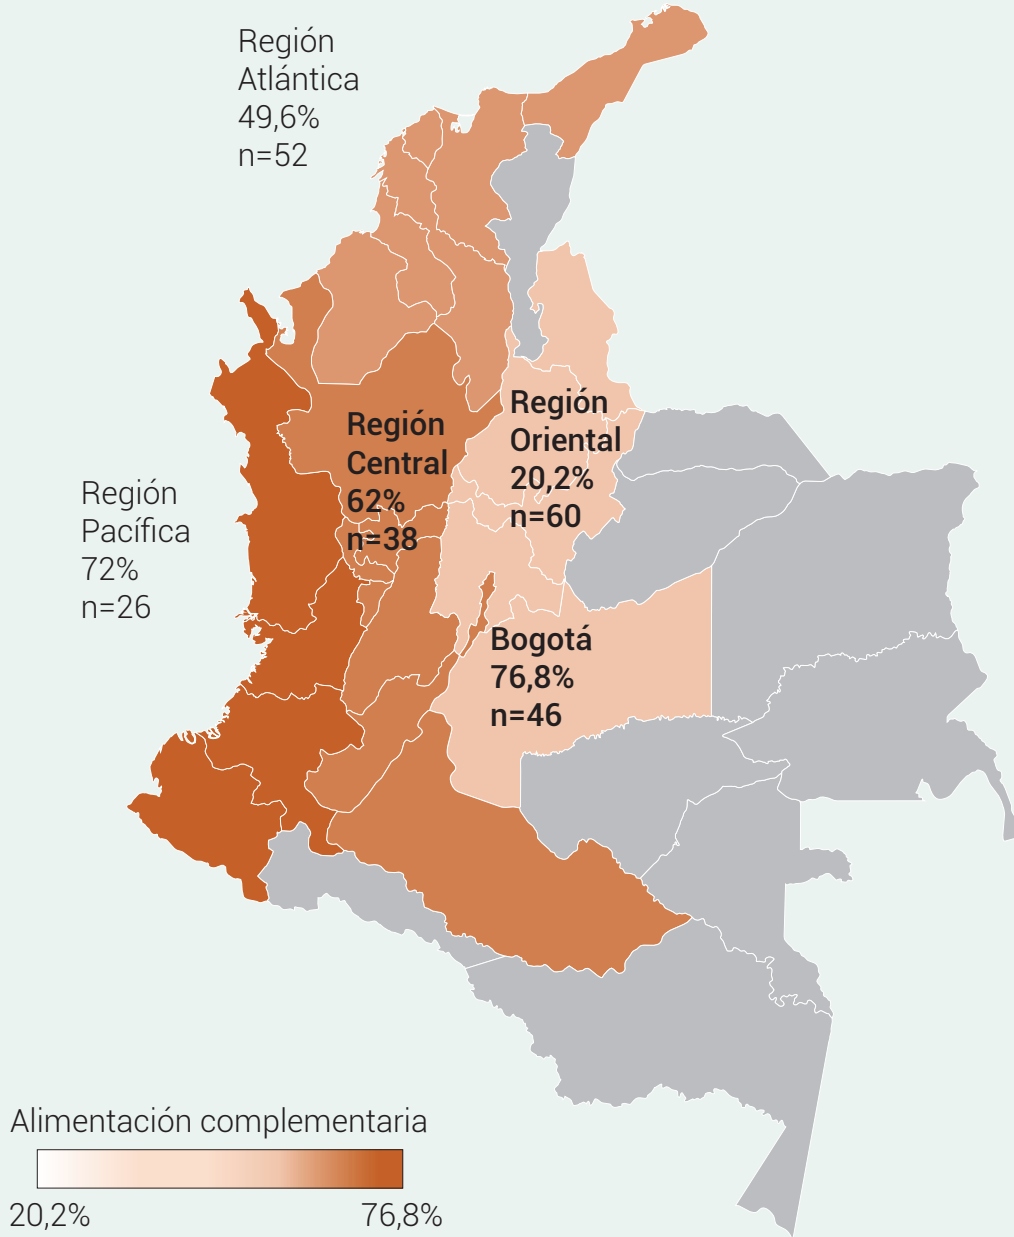 Región
Atlántica
49,6%
n=52
Región
Central
62%
n=38
Región
Oriental
20,2%
n=60
Región
Pacífica
72%
n=26
Bogotá
76,8%
n=46
Alimentación complementaria
20,2%
76,8%